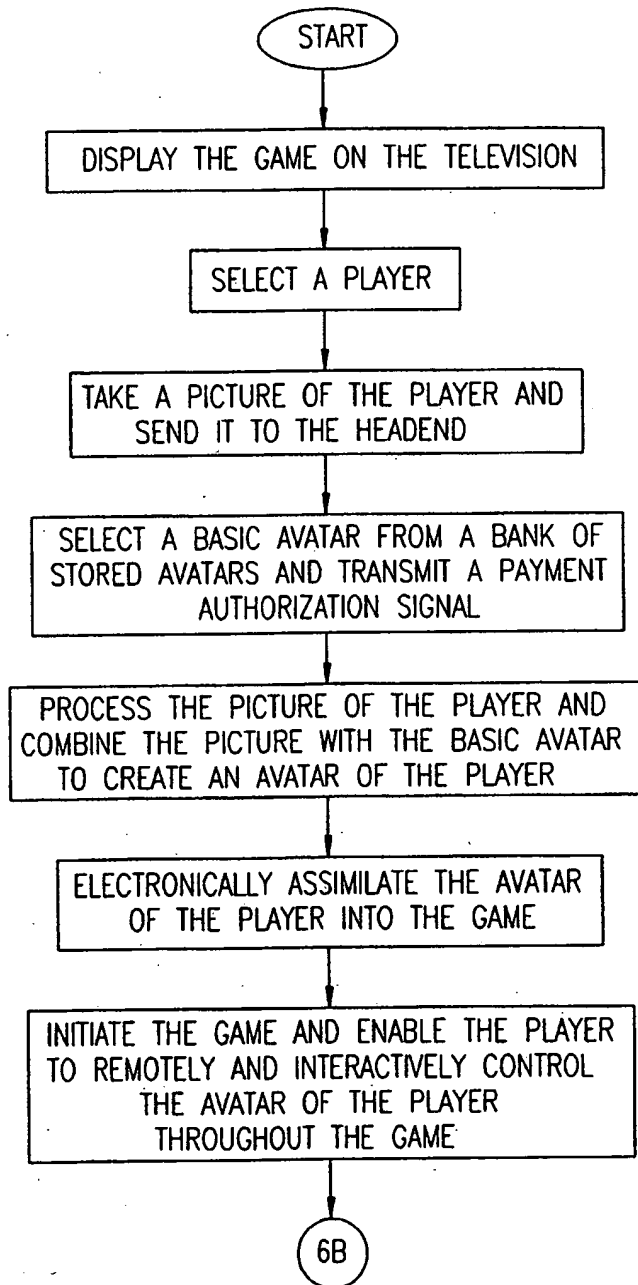 START
DISPLAY THE GAME ON THE TELEVISION
SELECT A PLAYER
TAKE A PICTURE OF THE PLAYER AND
SEND IT TO THE HEADEND
SELECT A BASIC AVATAR FROM A BANK OF
STORED AVATARS AND TRANSMIT A PAYMENT
AUTHORIZATION SIGNAL
PROCESS THE PICTURE OF THE PLAYER AND
COMBINE THE PICTURE WITH THE BASIC AVATAR
TO CREATE AN AVATAR OF THE PLAYER
ELECTRONICALLY ASSIMILATE THE AVATAR
OF THE PLAYER INTO THE GAME
INITIATE THE GAME AND ENABLE THE PLAYER
TO REMOTELY AND INTERACTIVELY CONTROL
THE AVATAR OF THE PLAYER
THROUGHOUT THE GAME
6B